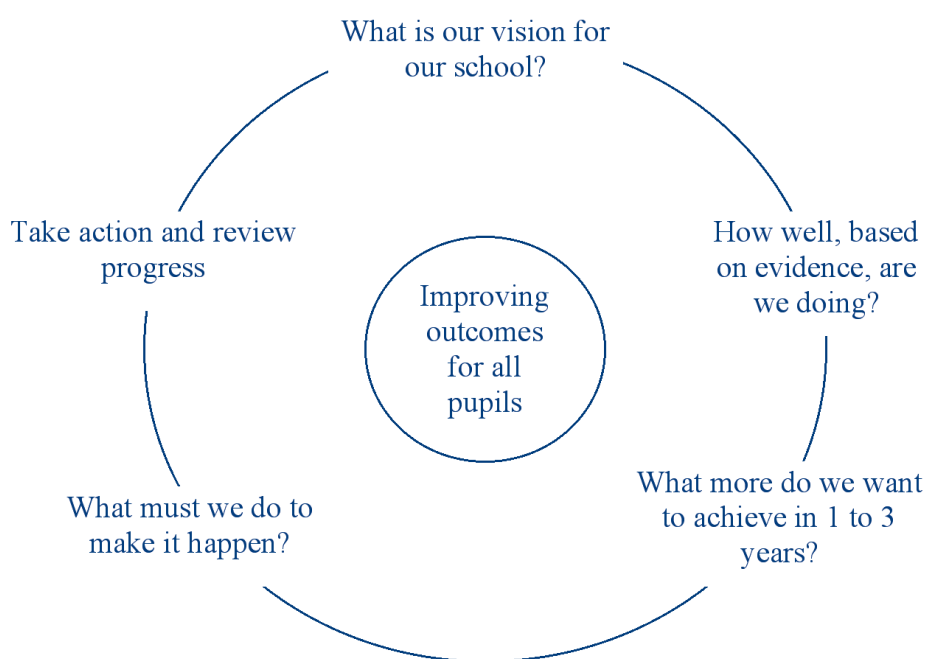 What is our vision for
our school?
How well, based
on evidence, are
we doing?
What more do we want
to achieve in 1 to 3
years?
What must we do to
make it happen?
Take action and review
progress
Improving
outcomes
for all
pupils